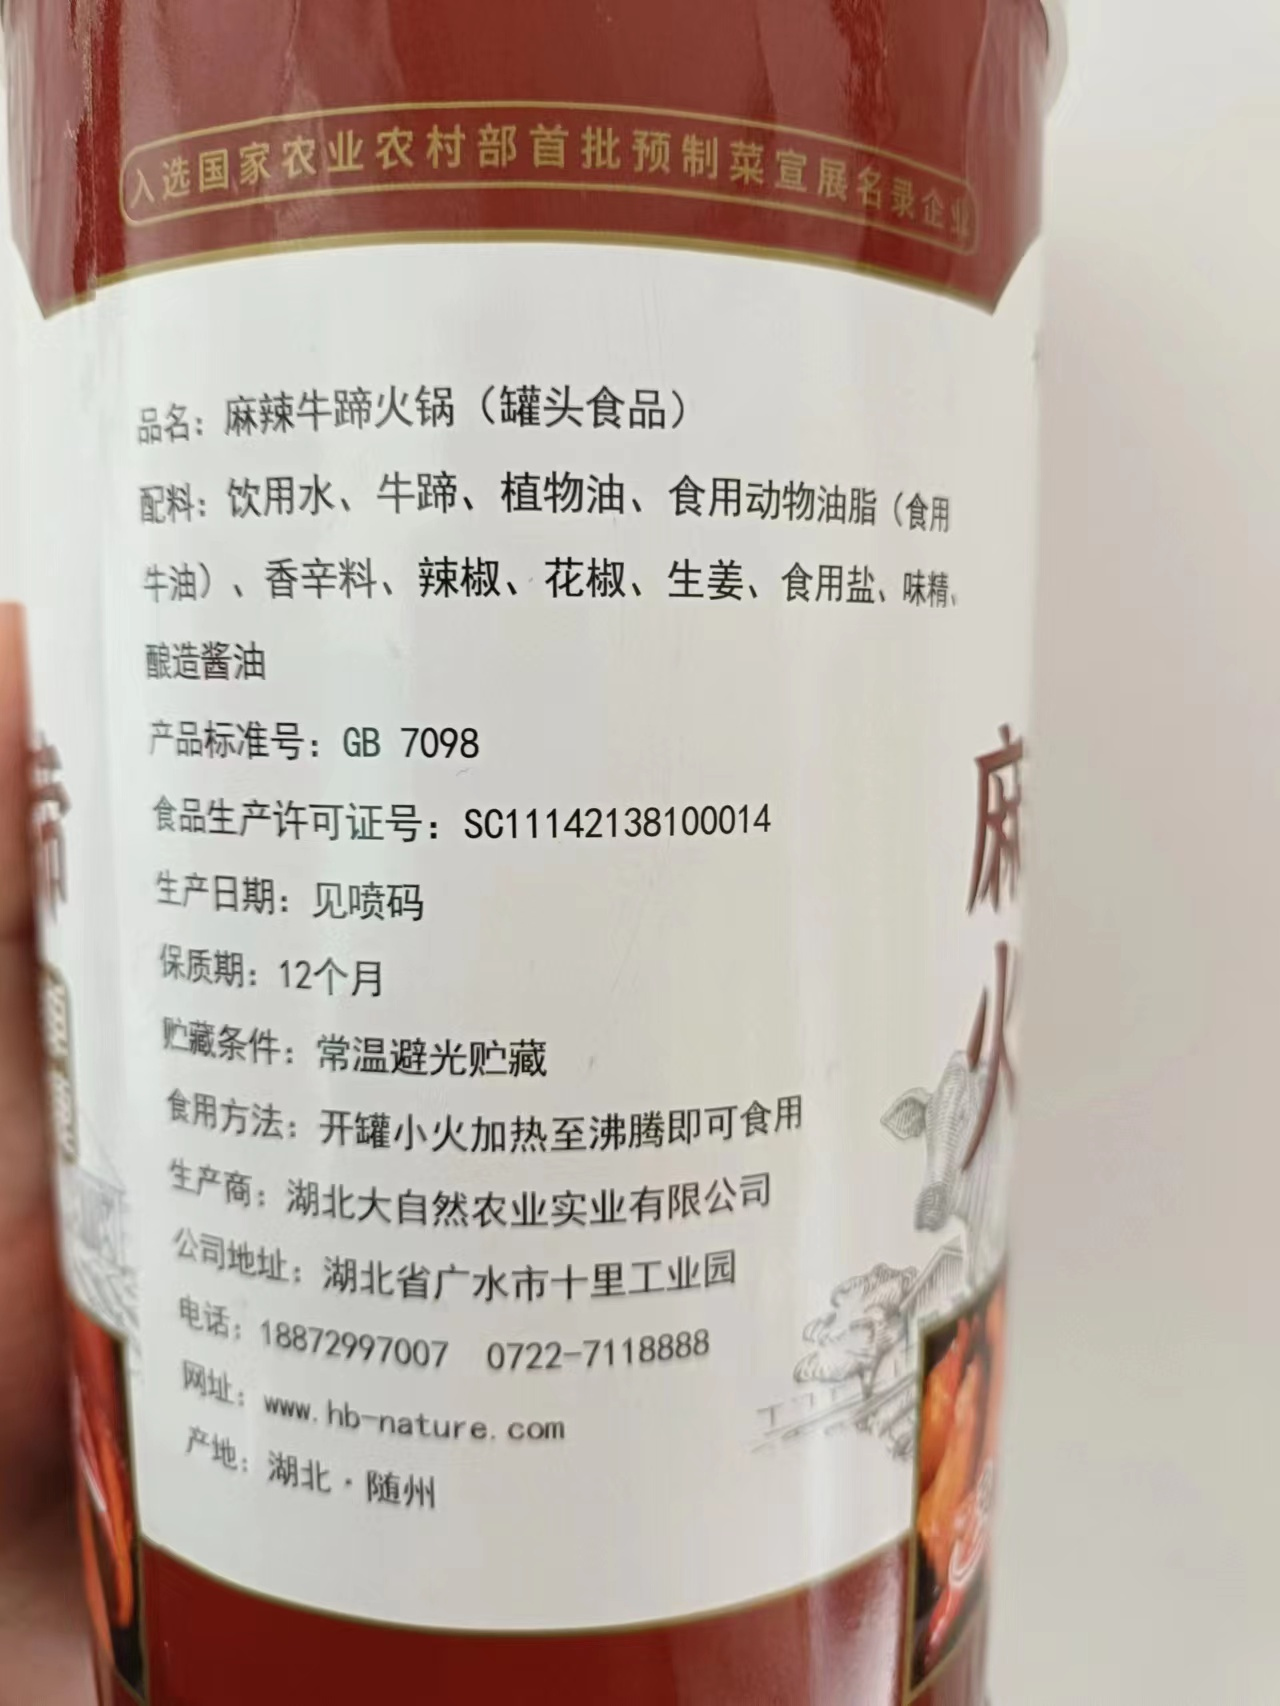 入选国家农业农村部首批预制菜宣展名录企业
品名：麻辣牛蹄火锅（罐头食品）
配料：饮用水、牛蹄、植物油、食用动物油脂（食用
牛油）、香辛料、辣椒、花椒、生姜、食用盐、味精、
酿造酱油
产品标准号：GB 7098
食品生产许可证号：SC11142138100014
生产日期：见喷码
保质期：12个月
贮藏条件：常温避光贮藏
食用方法：开罐小火加热至沸腾即可食用
生产商：湖北大自然农业实业有限公司
公司地址：湖北省广水市十里工业园
电话：18872997007 0722-7118888
网址：www.hb-nature.com
产地：湖北·随州
麻
火